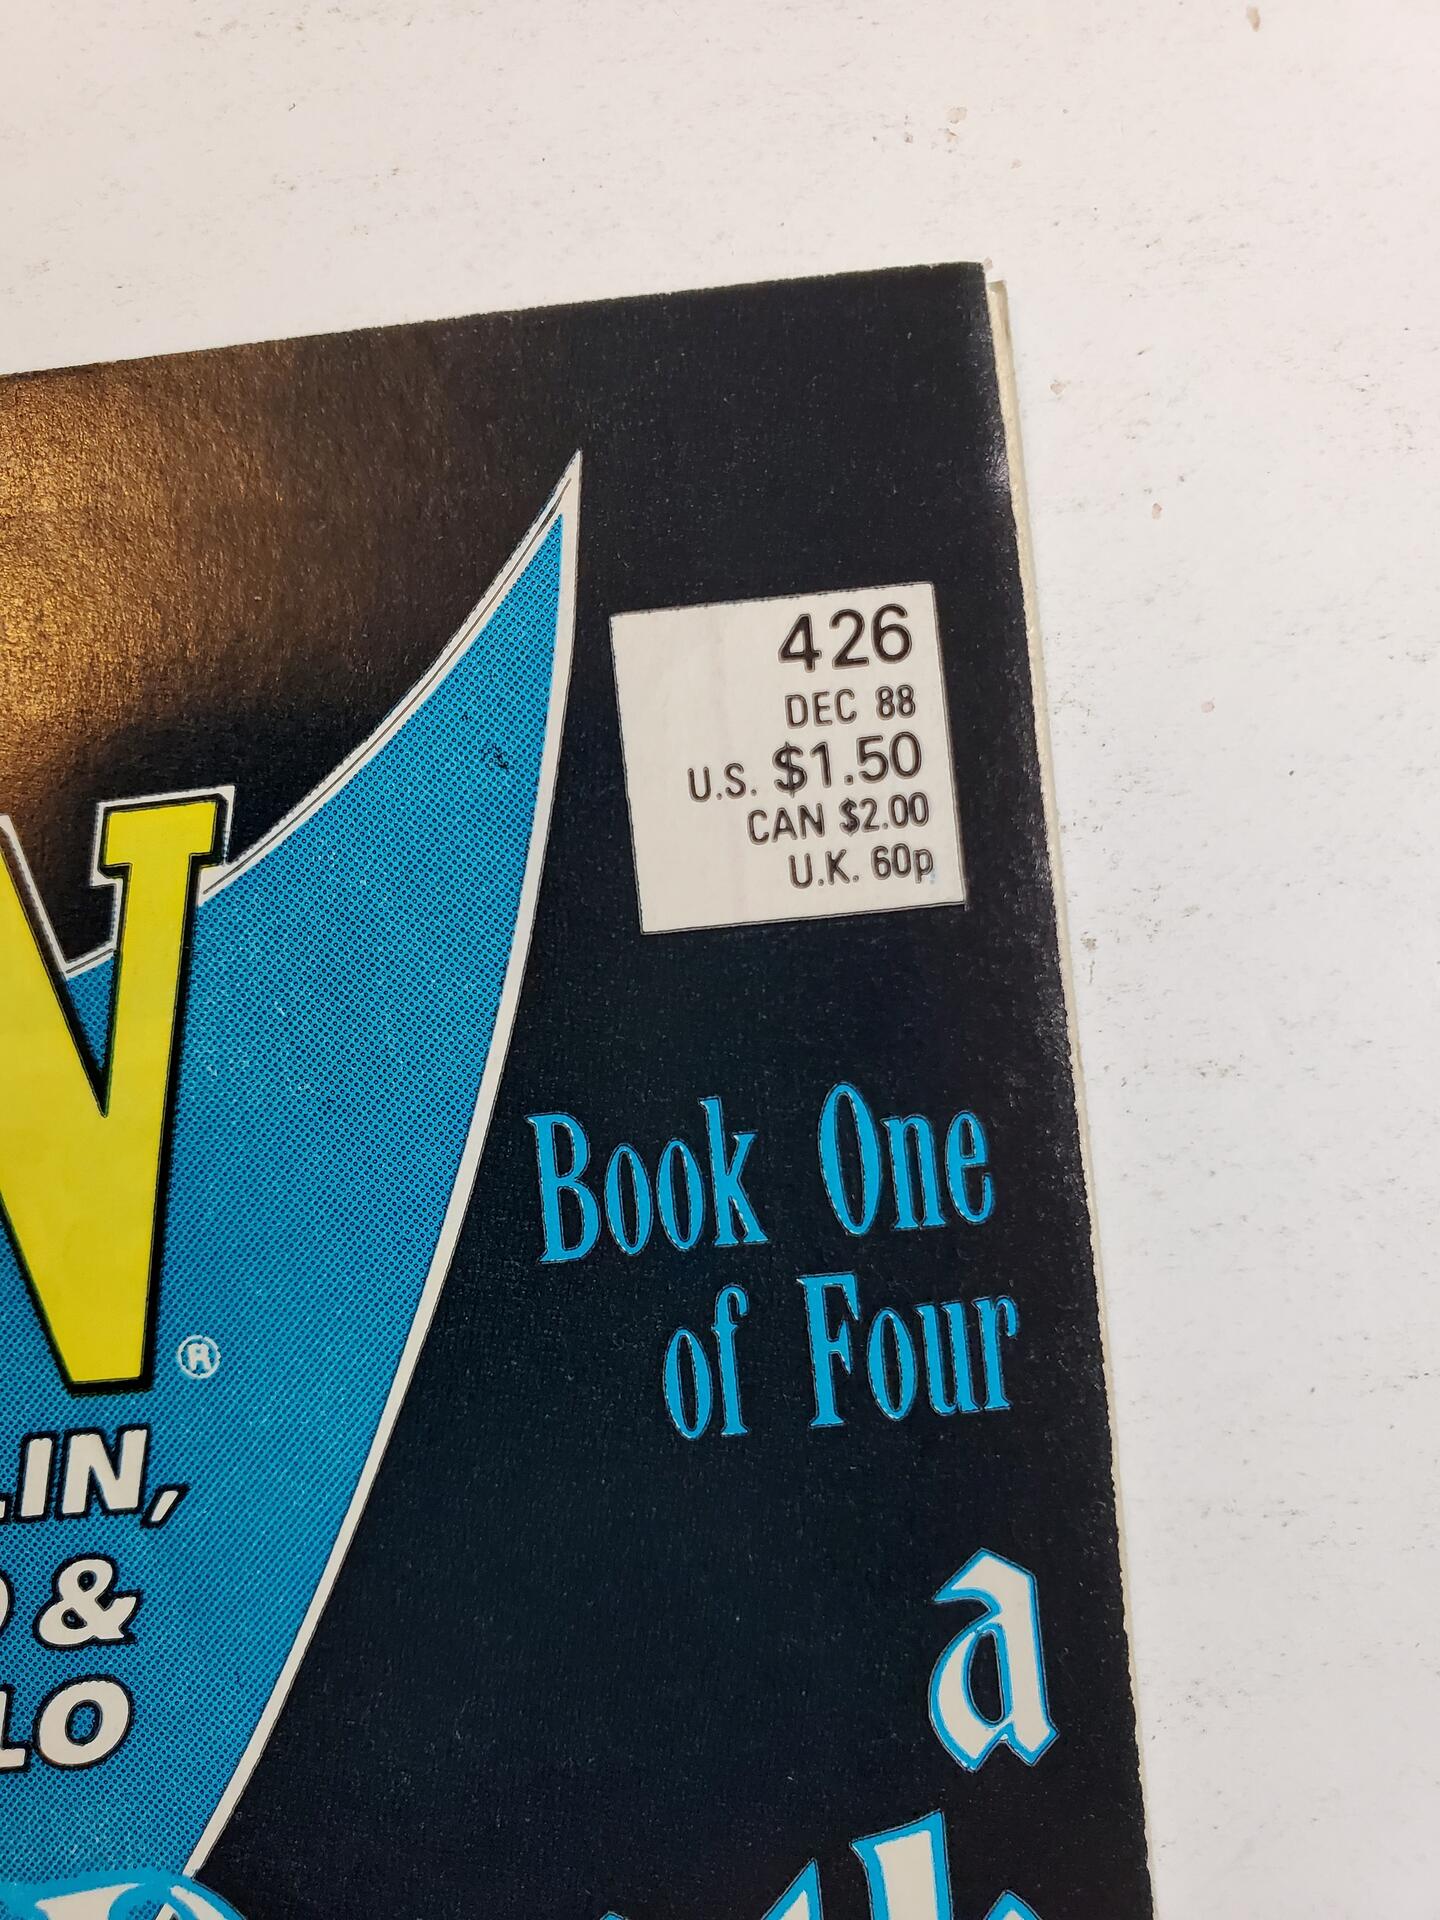 426
DEC 88
U.S. $1.50
CAN $2.00
U.K. 60p
N®
LIN,
&
LO
Book One
of Four
a